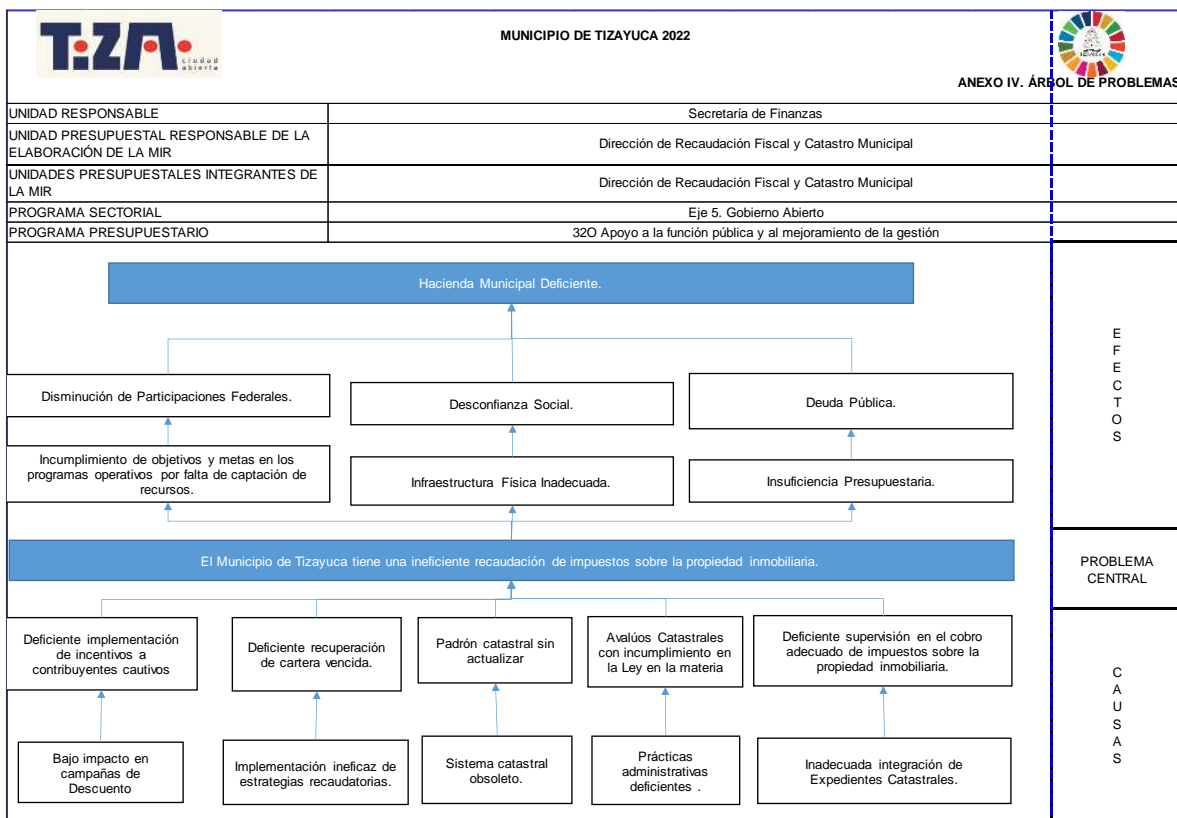 TIZA
ciudad
abierta
MUNICIPIO DE TIZAYUCA 2022
ANEXO IV. ÁRBOL DE PROBLEMAS
UNIDAD RESPONSABLE
Secretaría de Finanzas
UNIDAD PRESUPUESTAL RESPONSABLE DE LA
ELABORACIÓN DE LA MIR
Dirección de Recaudación Fiscal y Catastro Municipal
UNIDADES PRESUPUESTALES INTEGRANTES DE
LA MIR
Dirección de Recaudación Fiscal y Catastro Municipal
PROGRAMA SECTORIAL
Eje 5. Gobierno Abierto
PROGRAMA PRESUPUESTARIO
32O Apoyo a la función pública y al mejoramiento de la gestión
Hacienda Municipal Deficiente.
Disminución de Participaciones Federales.
Desconfianza Social.
Deuda Pública.
Incumplimiento de objetivos y metas en los
programas operativos por falta de captación de
recursos.
Infraestructura Física Inadecuada.
Insuficiencia Presupuestaria.
E
F
E
C
T
O
S
El Municipio de Tizayuca tiene una ineficiente recaudación de impuestos sobre la propiedad inmobiliaria.
PROBLEMA
CENTRAL
Deficiente implementación
de incentivos a
contribuyentes cautivos
Deficiente recuperación
de cartera vencida.
Padrón catastral sin
actualizar
Avalúos Catastrales
con incumplimiento en
la Ley en la materia
Deficiente supervisión en el cobro
adecuado de impuestos sobre la
propiedad inmobiliaria.
Bajo impacto en
campañas de
Descuento
Implementación ineficaz de
estrategias recaudatorias.
Sistema catastral
obsoleto.
Prácticas
administrativas
deficientes .
Inadecuada integración de
Expedientes Catastrales.
C
A
U
S
A
S